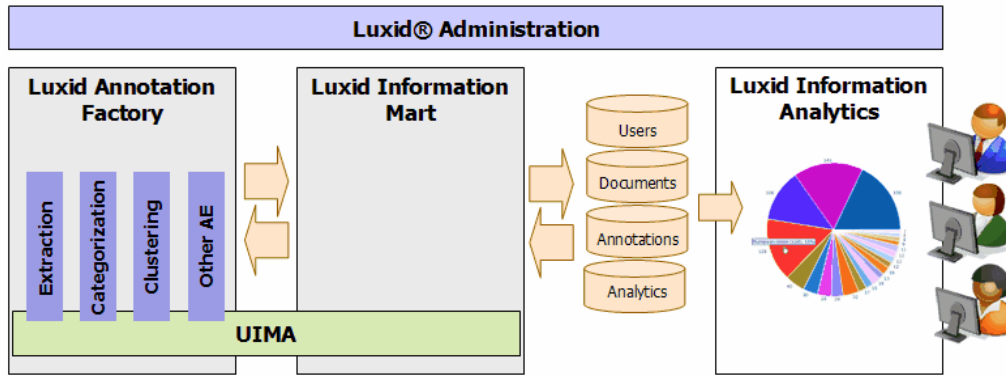 Luxid® Administration
Luxid Annotation
Factory
Luxid Information
Mart
Luxid Information
Analytics
Extraction
Categorization
Clustering
Other AE
UIMA
Users
Documents
Annotations
Analytics